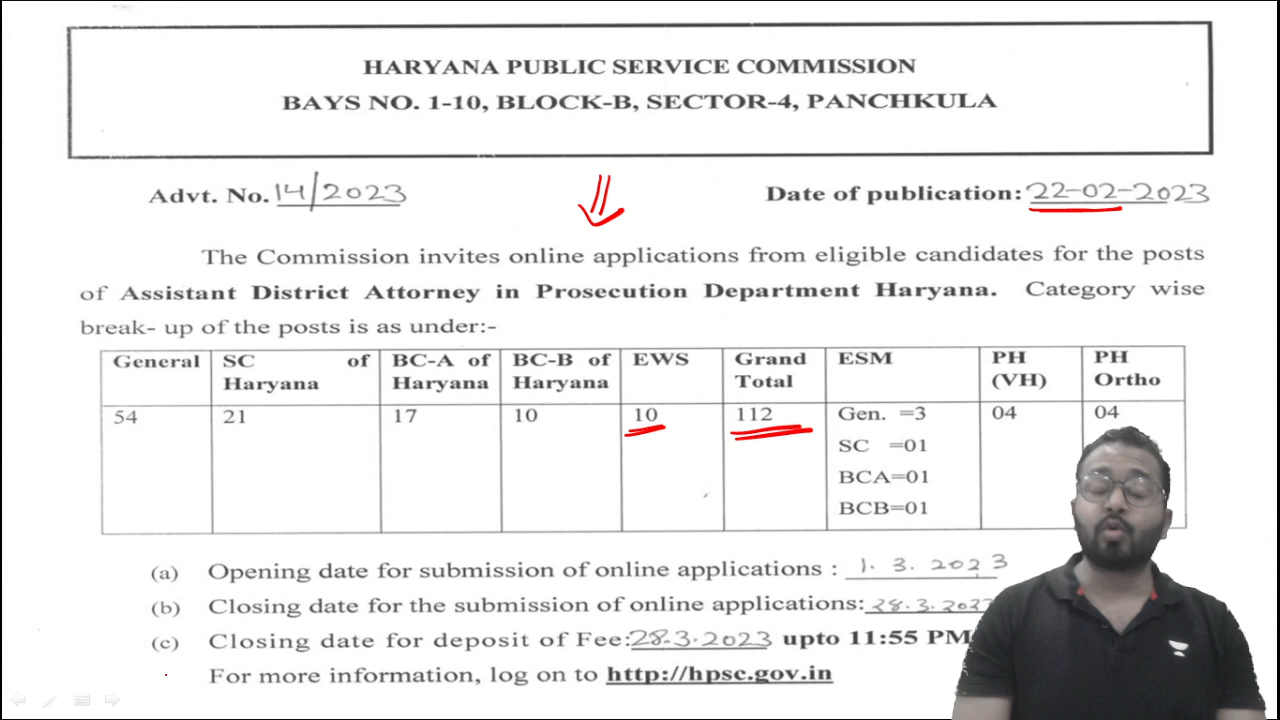 HARYANA PUBLIC SERVICE COMMISSION
BAYS NO. 1-10, BLOCK-B, SECTOR-4, PANCHKULA
Advt. No. 14/2023 Date of publication: 22-02-2023
The Commission invites online applications from eligible candidates for the posts
of Assistant District Attorney in Prosecution Department Haryana. Category wise
break- up of the posts is as under:-
General SC of Haryana BC-A of Haryana BC-B of Haryana EWS Grand Total ESM PH (VH) PH Ortho
54 21 17 10 10 112 Gen. =3 04 04
SC =01
BCA=01
BCB=01
(a) Opening date for submission of online applications : 1.3.2023
(b) Closing date for the submission of online applications: 28.3.202
(c) Closing date for deposit of Fee: 28.3.2023 upto 11:55 PM
For more information, log on to http://hpsc.gov.in